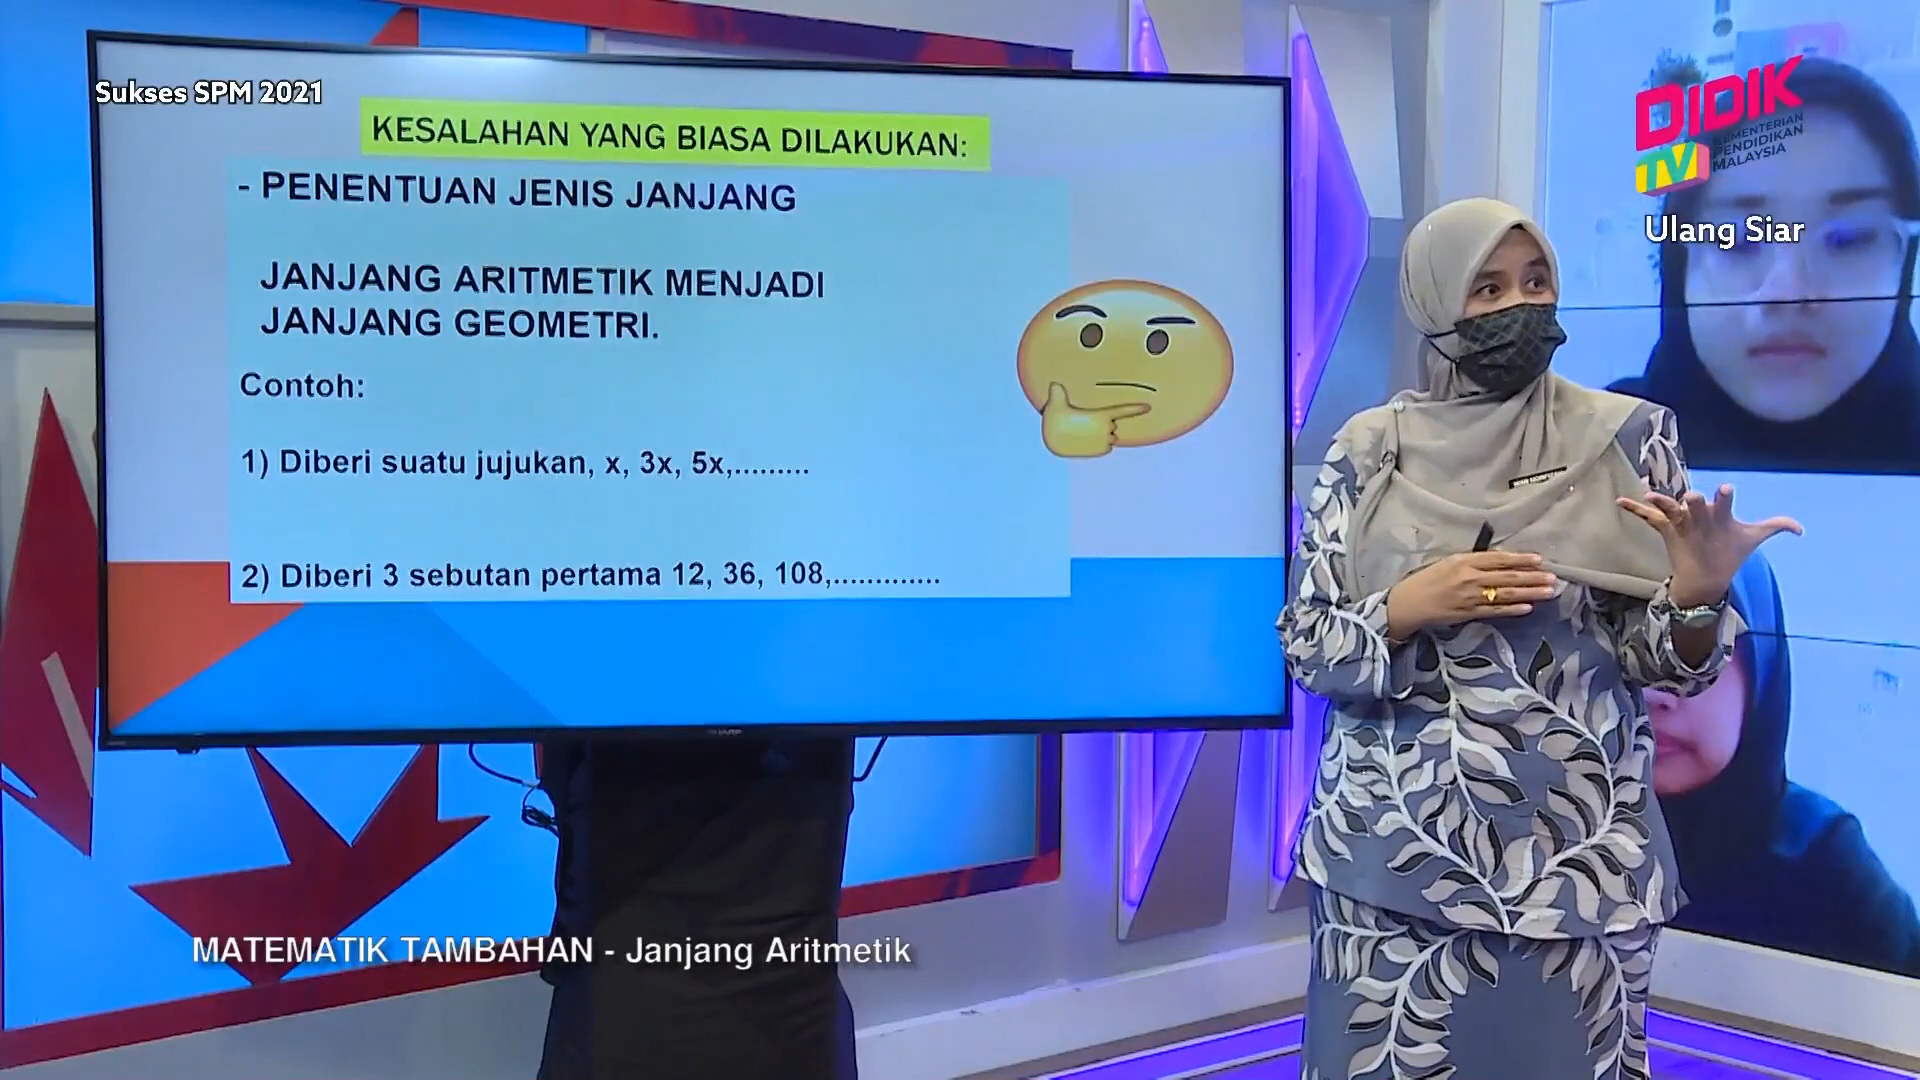 Sukses SPM 2021
KESALAHAN YANG BIASA DILAKUKAN:
- PENENTUAN JENIS JANJANG
JANJANG ARITMETIK MENJADI
JANJANG GEOMETRI.
Contoh:
1) Diberi suatu jujukan, x, 3x, 5x,.........
2) Diberi 3 sebutan pertama 12, 36, 108,.............
SHARP
DIDIK
TV
KEMENTERIAN
PENDIDIKAN
MALAYSIA
Ulang Siar
MATEMATIK TAMBAHAN - Janjang Aritmetik